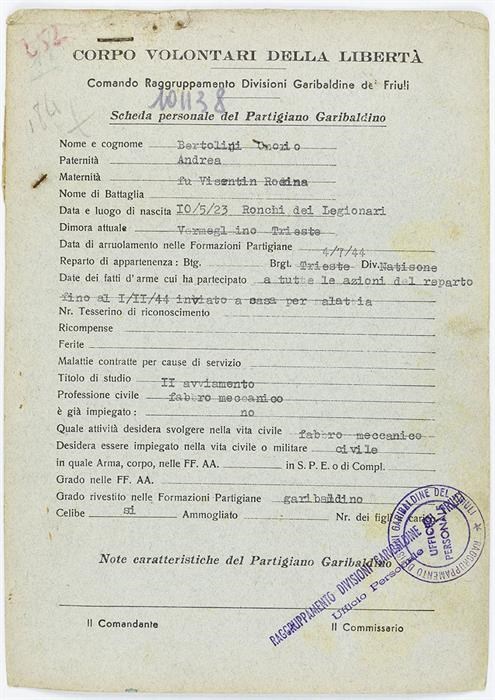 252
CORPO VOLONTARI DELLA LIBERTÀ
Comando Raggruppamento Divisioni Garibaldine de' Friuli
101138
Scheda personale del Partigiano Garibaldino
Nome e cognome Bertolini Onorio
Paternità Andrea
Maternità fu Visentin Rosina
Nome di Battaglia
Data e luogo di nascita IO/5/23 Ronchi dei Legionari
Dimora attuale Vermegliano Trieste
Data di arruolamento nelle Formazioni Partigiane 4/7/44
Reparto di appartenenza: Btg. Brgt. Trieste Div. Natisone
Date dei fatti d'arme cui ha partecipato a tutte le azioni del reparto
fino al I/II/44 inviato a casa per malattia
Nr. Tesserino di riconoscimento
Ricompense
Ferite
Malattie contratte per cause di servizio
Titolo di studio II avviamento
Professione civile fabbro meccanico
è già impiegato: no
Quale attività desidera svolgere nella vita civile fabbro meccanico
Desidera essere impiegato nella vita civile o militare civile
in quale Arma, corpo, nelle FF. AA. in S. P. E. o di Compl.
Grado nelle FF. AA.
Grado rivestito nelle Formazioni Partigiane garibaldino
Celibe si Ammogliato Nr. dei figli
Note caratteristiche del Partigiano Garibaldino
RAGGRUPPAMENTO DIVISIONI GARIBALDINE
Ufficio Personale
UFFICIO
PERSONALE
Il Comandante Il Commissario